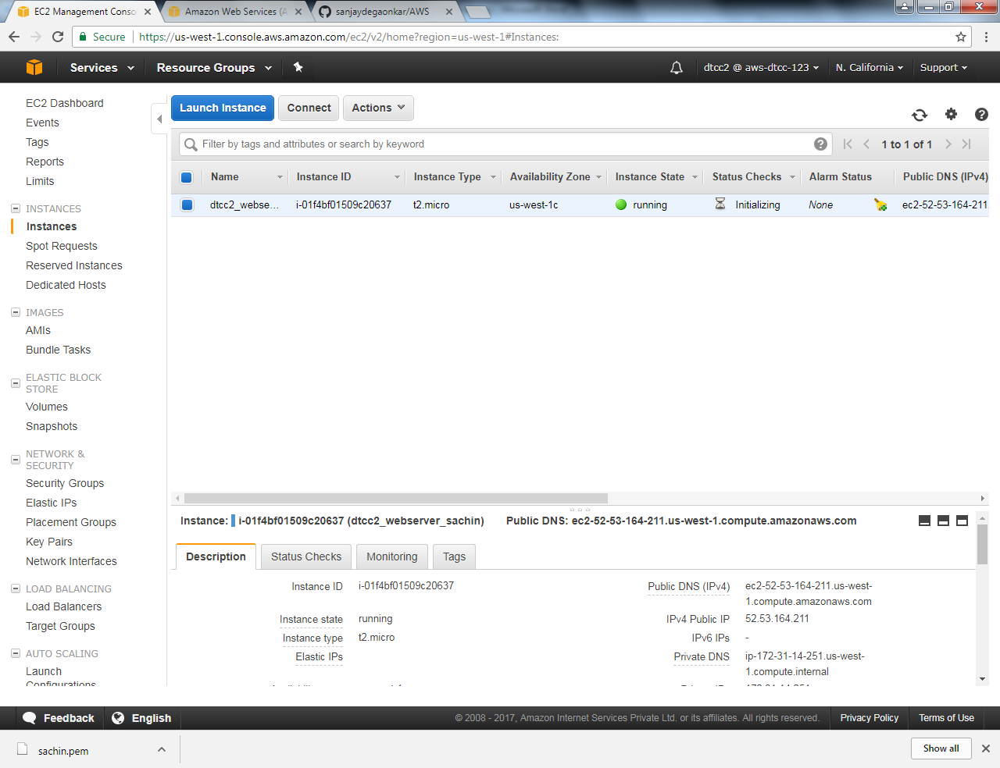 EC2 Management Conso
Amazon Web Services (A
sanjaydegaonkar/AWS
Secure
https://us-west-1.console.aws.amazon.com/ec2/v2/home?region=us-west-1#Instances:
Services
Resource Groups
dtcc2 @ aws-dtcc-123
N. California
Support
EC2 Dashboard
Events
Tags
Reports
Limits
INSTANCES
Instances
Spot Requests
Reserved Instances
Dedicated Hosts
IMAGES
AMIs
Bundle Tasks
ELASTIC BLOCK
STORE
Volumes
Snapshots
NETWORK &
SECURITY
Security Groups
Elastic IPs
Placement Groups
Key Pairs
Network Interfaces
LOAD BALANCING
Load Balancers
Target Groups
AUTO SCALING
Launch
Configurations
Launch Instance
Connect
Actions
Filter by tags and attributes or search by keyword
1 to 1 of 1
Name Instance ID Instance Type Availability Zone Instance State Status Checks Alarm Status Public DNS (IPv4)
dtcc2_webse... i-01f4bf01509c20637 t2.micro us-west-1c running Initializing None ec2-52-53-164-211.
Instance: i-01f4bf01509c20637 (dtcc2_webserver_sachin) Public DNS: ec2-52-53-164-211.us-west-1.compute.amazonaws.com
Description Status Checks Monitoring Tags
Instance ID i-01f4bf01509c20637
Instance state running
Instance type t2.micro
Elastic IPs
Public DNS (IPv4) ec2-52-53-164-211.us-west-
1.compute.amazonaws.com
IPv4 Public IP 52.53.164.211
IPv6 IPs -
Private DNS ip-172-31-14-251.us-west-
1.compute.internal
Feedback
English
© 2008 - 2017, Amazon Internet Services Private Ltd. or its affiliates. All rights reserved.
Privacy Policy
Terms of Use
sachin.pem
Show all